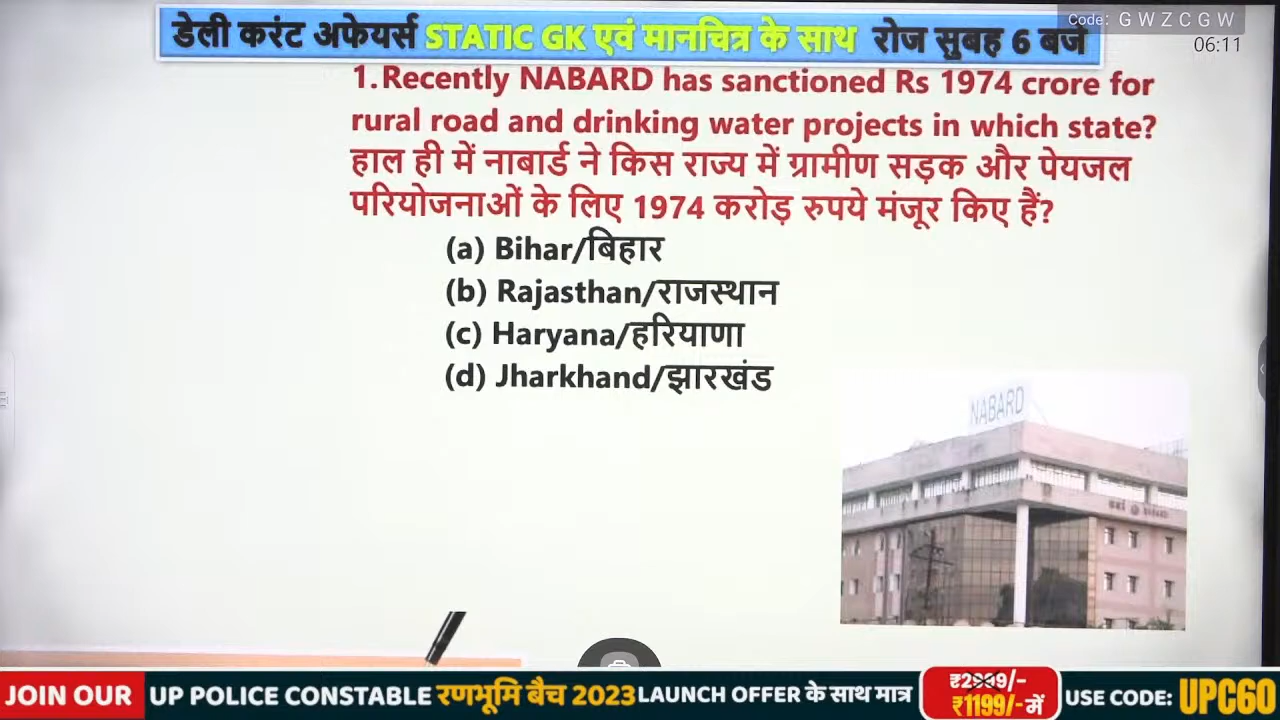 Code: G W Z C G W
डेली करंट अफेयर्स STATIC GK एवं मानचित्र के साथ रोज सुबह 6 बजे
06:11
1.Recently NABARD has sanctioned Rs 1974 crore for
rural road and drinking water projects in which state?
हाल ही में नाबार्ड ने किस राज्य में ग्रामीण सड़क और पेयजल
परियोजनाओं के लिए 1974 करोड़ रुपये मंजूर किए हैं?
(a) Bihar/बिहार
(b) Rajasthan/राजस्थान
(c) Haryana/हरियाणा
(d) Jharkhand/झारखंड
NABARD
JOIN OUR UP POLICE CONSTABLE रणभूमि बैच 2023 LAUNCH OFFER के साथ मात्र ₹2999/- ₹1199/- में USE CODE: UPC60